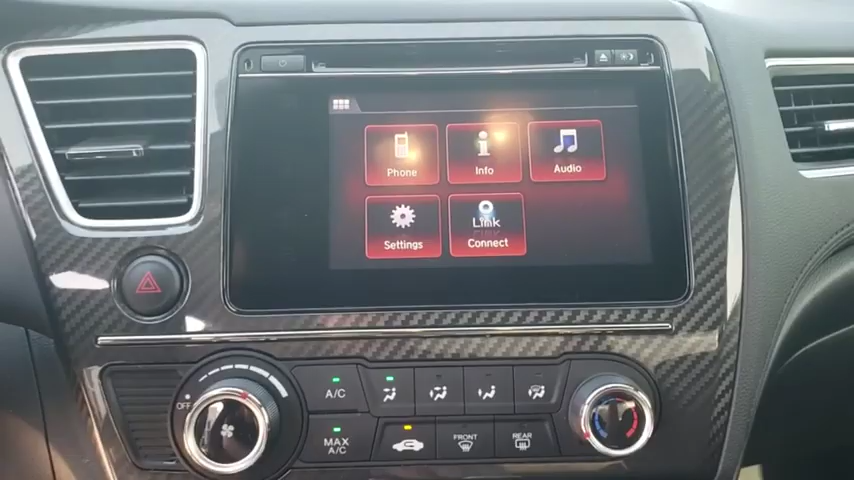 Phone
Info
Audio
Settings
Link
Connect
OFF
A/C
MAX
A/C
FRONT
REAR